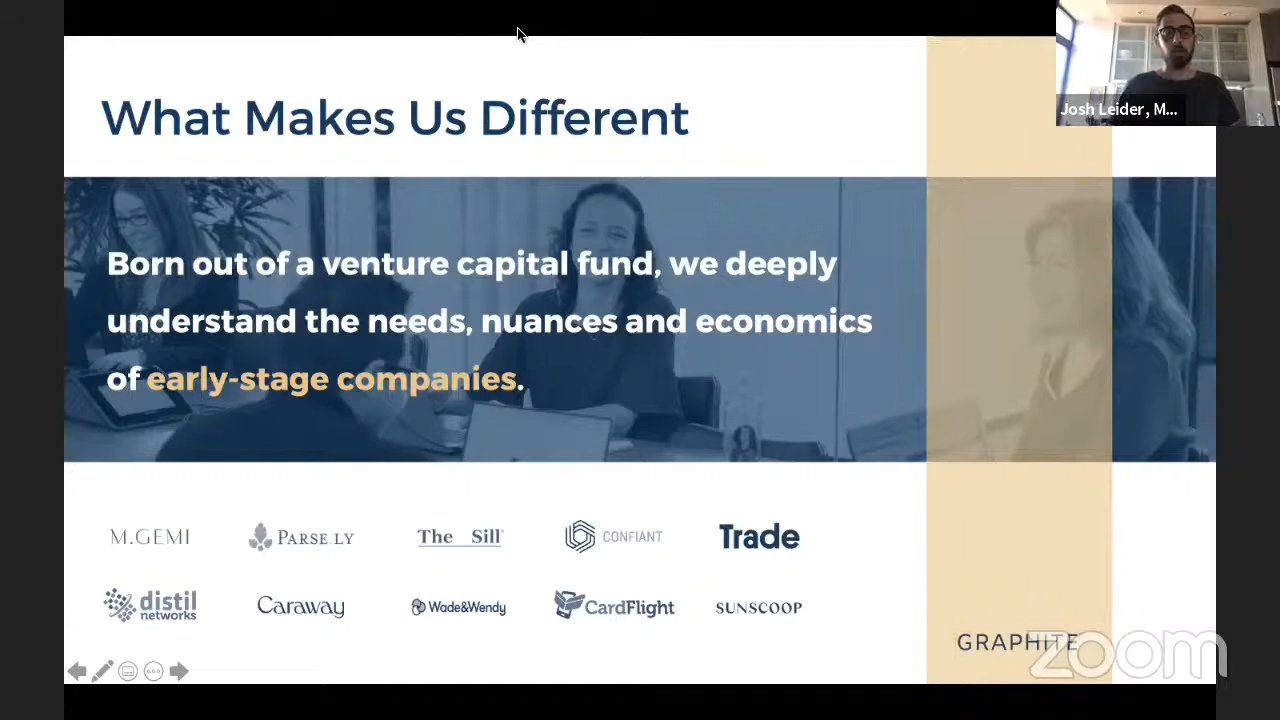 What Makes Us Different
Josh Leider, M...
Born out of a venture capital fund, we deeply
understand the needs, nuances and economics
of early-stage companies.
M.GEMI PARSE.LY The Sill CONFIANT Trade
distil networks Caraway Wade&Wendy CardFlight SUNSCOOP
GRAPHITE
zoom